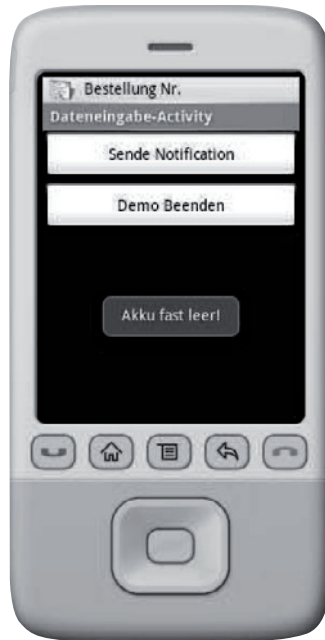 Bestellung Nr.
Dateneingabe-Activity
Sende Notification
Demo Beenden
Akku fast leer!